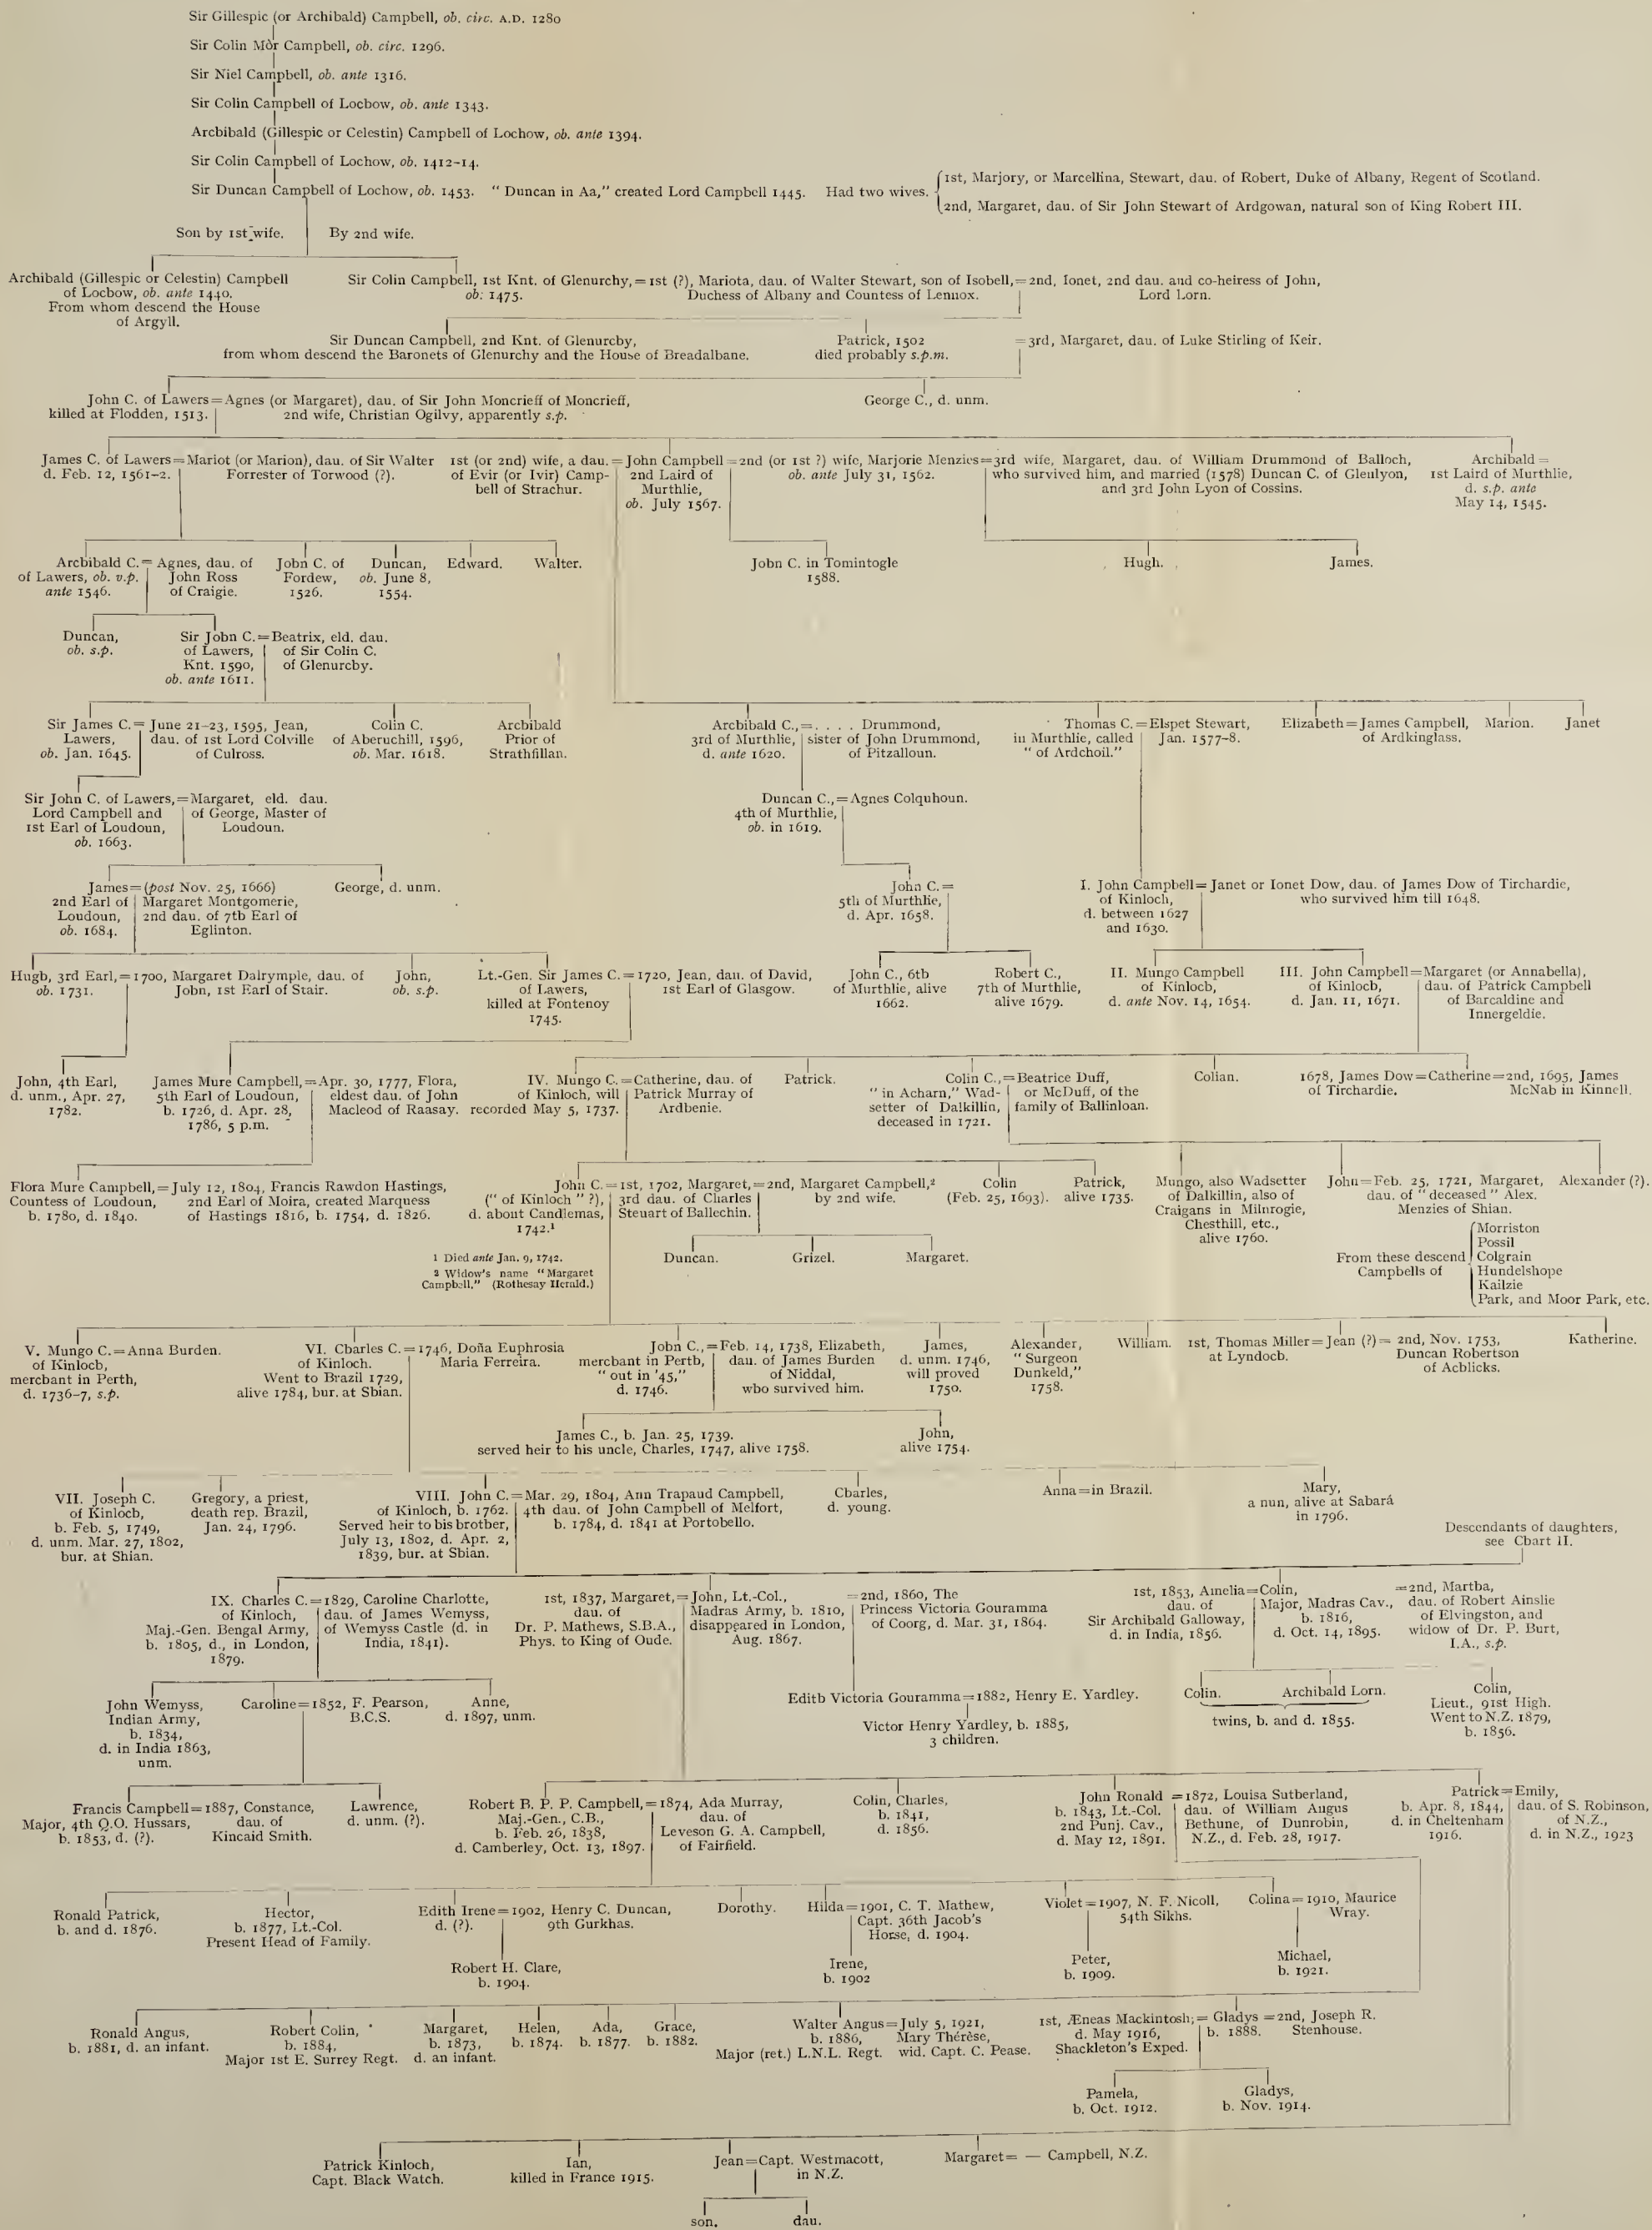 Sir Gillespic (or Archibald) Campbell, ob. circ. A.D. 1280
Sir Colin Mòr Campbell, ob. circ. 1296.
Sir Niel Campbell, ob. ante 1316.
Sir Colin Campbell of Locbow, ob. ante 1343.
Archibald (Gillespic or Celestin) Campbell of Lochow, ob. ante 1394.
Sir Colin Campbell of Lochow, ob. 1412-14.
Sir Duncan Campbell of Lochow, ob. 1453. "Duncan in Aa," created Lord Campbell 1445. Had two wives.
1st, Marjory, or Marcellina, Stewart, dau. of Robert, Duke of Albany, Regent of Scotland.
2nd, Margaret, dau. of Sir John Stewart of Ardgowan, natural son of King Robert III.
Son by 1st wife. By 2nd wife.
Archibald (Gillespic or Celestin) Campbell
of Locbow, ob. ante 1440.
From whom descend the House
of Argyll.
Sir Colin Campbell, 1st Knt. of Glenurchy, = 1st (?), Mariota, dau. of Walter Stewart, son of Isobell, = 2nd, Ionet, 2nd dau. and co-heiress of John,
ob: 1475. Duchess of Albany and Countess of Lennox. Lord Lorn.
Sir Duncan Campbell, 2nd Knt. of Glenurcby,
from whom descend the Baronets of Glenurchy and the House of Breadalbane.
Patrick, 1502
died probably s.p.m.
=3rd, Margaret, dau. of Luke Stirling of Keir.
John C. of Lawers = Agnes (or Margaret), dau. of Sir John Moncrieff of Moncrieff,
killed at Flodden, 1513. 2nd wife, Christian Ogilvy, apparently s.p.
George C., d. unm.
James C. of Lawers = Mariot (or Marion), dau. of Sir Walter
d. Feb. 12, 1561-2. Forrester of Torwood (?).
1st (or 2nd) wife, a dau. = John Campbell = 2nd (or 1st ?) wife, Marjorie Menzies = 3rd wife, Margaret, dau. of William Drummond of Balloch,
of Evir (or Ivir) Camp- 2nd Laird of ob. ante July 31, 1562. who survived him, and married (1578) Duncan C. of Glenlyon,
bell of Strachur. Murthlie, and 3rd John Lyon of Cossins.
ob. July 1567.
Archibald =
1st Laird of Murthlie,
d. s.p. ante
May 14, 1545.
Arcbibald C. = Agnes, dau. of
of Lawers, ob. v.p. John Ross
ante 1546. of Craigie.
Jobn C. of
Fordew,
1526.
Duncan,
ob. June 8,
1554.
Edward.
Walter.
Jobn C. in Tomintogle
1588.
Hugh.
James.
Duncan,
ob. s.p.
Sir Jobn C. = Beatrix, eld. dau.
of Lawers, of Sir Colin C.
Knt. 1590, of Glenurcby.
ob. ante 1611.
Sir James C. = June 21-23, 1595, Jean,
Lawers, dau. of 1st Lord Colville
ob. Jan. 1645. of Culross.
Colin C.
of Aberuchill, 1596,
ob. Mar. 1618.
Arcbibald
Prior of
Strathfillan.
Arcbibald C., = . . . . Drummond,
3rd of Murthlie, sister of John Drummond,
d. ante 1620. of Pitzalloun.
Thomas C. = Elspet Stewart,
in Murthlie, called Jan. 1577-8.
"of Ardchoil."
Elizabeth = James Campbell,
of Ardkinglass.
Marion.
Janet
Sir John C. of Lawers, = Margaret, eld. dau.
Lord Campbell and of George, Master of
1st Earl of Loudoun, Loudoun.
ob. 1663.
Duncan C., = Agnes Colquhoun.
4th of Murthlie,
ob. in 1619.
James = (post Nov. 25, 1666)
2nd Earl of Margaret Montgomerie,
Loudoun, 2nd dau. of 7tb Earl of
ob. 1684. Eglinton.
George, d. unm.
John C. =
5th of Murthlie,
d. Apr. 1658.
I. John Campbell = Janet or Ionet Dow, dau. of James Dow of Tirchardie,
of Kinloch, who survived him till 1648.
d. between 1627
and 1630.
Hugb, 3rd Earl, = 1700, Margaret Dalrymple, dau. of
ob. 1731. Jobn, 1st Earl of Stair.
John,
ob. s.p.
Lt.-Gen. Sir James C. = 1720, Jean, dau. of David,
of Lawers, 1st Earl of Glasgow.
killed at Fontenoy
1745.
John C., 6tb
of Murthlie, alive
1662.
Robert C.,
7th of Murthlie,
alive 1679.
II. Mungo Campbell
of Kinlocb,
d. ante Nov. 14, 1654.
III. John Campbell = Margaret (or Annabella),
of Kinlocb, dau. of Patrick Campbell
d. Jan. 11, 1671. of Barcaldine and
Innergeldie.
John, 4th Earl,
d. unm., Apr. 27,
1782.
James Mure Campbell, = Apr. 30, 1777, Flora,
5th Earl of Loudoun, eldest dau. of John
b. 1726, d. Apr. 28, Macleod of Raasay.
1786, 5 p.m.
IV. Mungo C. = Catherine, dau. of
of Kinloch, will Patrick Murray of
recorded May 5, 1737. Ardbenie.
Patrick.
Colin C., = Beatrice Duff,
"in Acharn," Wad- or McDuff, of the
setter of Dalkillin, family of Ballinloan.
deceased in 1721.
Colian.
1678, James Dow = Catherine = 2nd, 1695, James
of Tirchardie. McNab in Kinnell.
Flora Mure Campbell, = July 12, 1804, Francis Rawdon Hastings,
Countess of Loudoun, 2nd Earl of Moira, created Marquess
b. 1780, d. 1840. of Hastings 1816, b. 1754, d. 1826.
John C. = 1st, 1702, Margaret, = 2nd, Margaret Campbell,²
("of Kinloch"?), 3rd dau. of Charles by 2nd wife.
d. about Candlemas, Steuart of Ballechin.
1742.¹
Colin
(Feb. 25, 1693).
Patrick,
alive 1735.
Mungo, also Wadsetter
of Dalkillin, also of
Craigans in Milnrogie,
Chesthill, etc.,
alive 1760.
John = Feb. 25, 1721, Margaret,
dau. of "deceased" Alex.
Menzies of Shian.
Alexander (?).
From these descend
Campbells of
Morriston
Possil
Colgrain
Hundelshope
Kailzie
Park, and Moor Park, etc.
1 Died ante Jan. 9, 1742.
2 Widow's name "Margaret
Campbell." (Rothesay Herald.)
Duncan.
Grizel.
Margaret.
V. Mungo C. = Anna Burden.
of Kinlocb,
merchant in Perth,
d. 1736-7, s.p.
VI. Charles C. = 1746, Doña Euphrosia
of Kinloch. Maria Ferreira.
Went to Brazil 1729,
alive 1784, bur. at Sbian.
Jobn C., = Feb. 14, 1738, Elizabeth,
merchant in Pertb, dau. of James Burden
"out in '45," of Niddal,
d. 1746. who survived him.
James,
d. unm. 1746,
will proved
1750.
Alexander,
"Surgeon
Dunkeld,"
1758.
William.
1st, Thomas Miller = Jean (?) = 2nd, Nov. 1753,
at Lyndocb. Duncan Robertson
of Acblicks.
Katherine.
James C., b. Jan. 25, 1739.
served heir to his uncle, Charles, 1747, alive 1758.
John,
alive 1754.
VII. Joseph C.
of Kinlocb,
b. Feb. 5, 1749,
d. unm. Mar. 27, 1802,
bur. at Shian.
Gregory, a priest,
death rep. Brazil,
Jan. 24, 1796.
VIII. John C. = Mar. 29, 1804, Ann Trapaud Campbell,
of Kinloch, b. 1762. 4th dau. of John Campbell of Melfort,
Served heir to bis brother, b. 1784, d. 1841 at Portobello.
July 13, 1802, d. Apr. 2,
1839, bur. at Sbian.
Cbarles,
d. young.
Anna = in Brazil.
Mary,
a nun, alive at Sabará
in 1796.
Descendants of daughters,
see Cbart II.
IX. Charles C. = 1829, Caroline Charlotte,
of Kinloch, dau. of James Wemyss,
Maj.-Gen. Bengal Army, of Wemyss Castle (d. in
b. 1805, d., in London, India, 1841).
1879.
1st, 1837, Margaret, = John, Lt.-Col.,
dau. of Madras Army, b. 1810,
Dr. P. Mathews, S.B.A., disappeared in London,
Phys. to King of Oude. Aug. 1867.
=2nd, 1860, The
Princess Victoria Gouramma
of Coorg, d. Mar. 31, 1864.
1st, 1853, Amelia = Colin,
dau. of Major, Madras Cav.,
Sir Archibald Galloway, b. 1816,
d. in India, 1856. d. Oct. 14, 1895.
=2nd, Martba,
dau. of Robert Ainslie
of Elvingston, and
widow of Dr. P. Burt,
I.A., s.p.
John Wemyss,
Indian Army,
b. 1834,
d. in India 1863,
unm.
Caroline = 1852, F. Pearson,
B.C.S.
Anne,
d. 1897, unm.
Editb Victoria Gouramma = 1882, Henry E. Yardley.
Victor Henry Yardley, b. 1885,
3 children.
Colin. Archibald Lorn.
twins, b. and d. 1855.
Colin,
Lieut., 91st High.
Went to N.Z. 1879,
b. 1856.
Francis Campbell = 1887, Constance,
Major, 4th Q.O. Hussars, dau. of
b. 1853, d. (?). Kincaid Smith.
Lawrence,
d. unm. (?).
Robert B. P. P. Campbell, = 1874, Ada Murray,
Maj.-Gen., C.B., dau. of
b. Feb. 26, 1838, Leveson G. A. Campbell,
d. Camberley, Oct. 13, 1897. of Fairfield.
Colin, Charles,
b. 1841,
d. 1856.
John Ronald = 1872, Louisa Sutherland,
b. 1843, Lt.-Col. dau. of William Angus
2nd Punj. Cav., Bethune, of Dunrobin,
d. May 12, 1891. N.Z., d. Feb. 28, 1917.
Patrick = Emily,
b. Apr. 8, 1844, dau. of S. Robinson,
d. in Cheltenham of N.Z.,
1916. d. in N.Z., 1923
Ronald Patrick,
b. and d. 1876.
Hector,
b. 1877, Lt.-Col.
Present Head of Family.
Edith Irene = 1902, Henry C. Duncan,
d. (?). 9th Gurkhas.
Dorothy.
Hilda = 1901, C. T. Mathew,
Capt. 36th Jacob's
Horse, d. 1904.
Violet = 1907, N. F. Nicoll,
54th Sikhs.
Colina = 1910, Maurice
Wray.
Robert H. Clare,
b. 1904.
Irene,
b. 1902
Peter,
b. 1909.
Michael,
b. 1921.
Ronald Angus,
b. 1881, d. an infant.
Robert Colin,
b. 1884,
Major 1st E. Surrey Regt.
Margaret,
b. 1873,
d. an infant.
Helen,
b. 1874.
Ada,
b. 1877.
Grace,
b. 1882.
Walter Angus = July 5, 1921,
b. 1886, Mary Thérèse,
Major (ret.) L.N.L. Regt. wid. Capt. C. Pease.
1st, Æneas Mackintosh; = Gladys = 2nd, Joseph R.
d. May 1916, b. 1888. Stenhouse.
Shackleton's Exped.
Pamela,
b. Oct. 1912.
Gladys,
b. Nov. 1914.
Patrick Kinloch,
Capt. Black Watch.
Ian,
killed in France 1915.
Jean = Capt. Westmacott,
in N.Z.
Margaret = — Campbell, N.Z.
son.
dau.